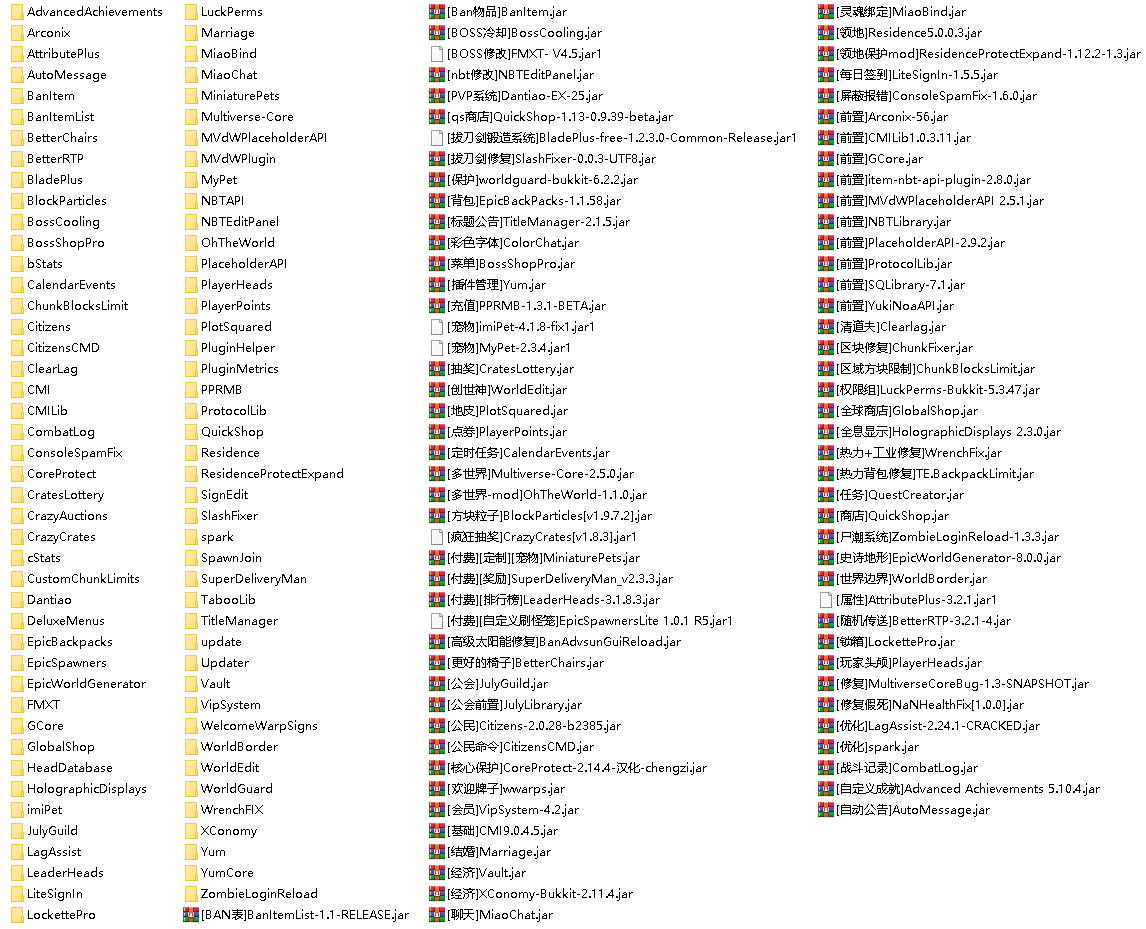 AdvancedAchievements
Arconix
AttributePlus
AutoMessage
BanItem
BanItemList
BetterChairs
BetterRTP
BladePlus
BlockParticles
BossCooling
BossShopPro
bStats
CalendarEvents
ChunkBlocksLimit
Citizens
CitizensCMD
ClearLag
CMI
CMILib
CombatLog
ConsoleSpamFix
CoreProtect
CratesLottery
CrazyAuctions
CrazyCrates
cStats
CustomChunkLimits
Dantiao
DeluxeMenus
EpicBackpacks
EpicSpawners
EpicWorldGenerator
FMXT
GCore
GlobalShop
HeadDatabase
HolographicDisplays
imiPet
JulyGuild
LagAssist
LeaderHeads
LiteSignIn
LockettePro
LuckPerms
Marriage
MiaoBind
MiaoChat
MiniaturePets
Multiverse-Core
MVdWPlaceholderAPI
MVdWPlugin
MyPet
NBTAPI
NBTEditPanel
OhTheWorld
PlaceholderAPI
PlayerHeads
PlayerPoints
PlotSquared
PluginHelper
PluginMetrics
PPRMB
ProtocolLib
QuickShop
Residence
ResidenceProtectExpand
SignEdit
SlashFixer
spark
SpawnJoin
SuperDeliveryMan
TabooLib
TitleManager
update
Updater
Vault
VipSystem
WelcomeWarpSigns
WorldBorder
WorldEdit
WorldGuard
WrenchFIX
XConomy
Yum
YumCore
ZombieLoginReload
[BAN表]BanItemList-1.1-RELEASE.jar
[Ban物品]BanItem.jar
[BOSS冷却]BossCooling.jar
[BOSS修改]FMXT- V4.5.jar1
[nbt修改]NBTEditPanel.jar
[PVP系统]Dantiao-EX-25.jar
[qs商店]QuickShop-1.13-0.9.39-beta.jar
[拔刀剑锻造系统]BladePlus-free-1.2.3.0-Common-Release.jar1
[拔刀剑修复]SlashFixer-0.0.3-UTF8.jar
[保护]worldguard-bukkit-6.2.2.jar
[背包]EpicBackPacks-1.1.58.jar
[标题公告]TitleManager-2.1.5.jar
[彩色字体]ColorChat.jar
[菜单]BossShopPro.jar
[插件管理]Yum.jar
[充值]PPRMB-1.3.1-BETA.jar
[宠物]imiPet-4.1.8-fix1.jar1
[宠物]MyPet-2.3.4.jar1
[抽奖]CratesLottery.jar
[创世神]WorldEdit.jar
[地皮]PlotSquared.jar
[点券]PlayerPoints.jar
[定时任务]CalendarEvents.jar
[多世界]Multiverse-Core-2.5.0.jar
[多世界-mod]OhTheWorld-1.1.0.jar
[方块粒子]BlockParticles[v1.9.7.2].jar
[疯狂抽奖]CrazyCrates[v1.8.3].jar1
[付费][定制][宠物]MiniaturePets.jar
[付费][奖励]SuperDeliveryMan_v2.3.3.jar
[付费][排行榜]LeaderHeads-3.1.8.3.jar
[付费][自定义刷怪笼]EpicSpawnersLite 1.0.1 R5.jar1
[高级太阳能修复]BanAdvsunGuiReload.jar
[更好的椅子]BetterChairs.jar
[公会]JulyGuild.jar
[公会前置]JulyLibrary.jar
[公民]Citizens-2.0.28-b2385.jar
[公民命令]CitizensCMD.jar
[核心保护]CoreProtect-2.14.4-汉化-chengzi.jar
[欢迎牌子]wwarps.jar
[会员]VipSystem-4.2.jar
[基础]CMI9.0.4.5.jar
[结婚]Marriage.jar
[经济]Vault.jar
[经济]XConomy-Bukkit-2.11.4.jar
[聊天]MiaoChat.jar
[灵魂绑定]MiaoBind.jar
[领地]Residence5.0.0.3.jar
[领地保护mod]ResidenceProtectExpand-1.12.2-1.3.jar
[每日签到]LiteSignIn-1.5.5.jar
[屏蔽报错]ConsoleSpamFix-1.6.0.jar
[前置]Arconix-56.jar
[前置]CMILib1.0.3.11.jar
[前置]GCore.jar
[前置]item-nbt-api-plugin-2.8.0.jar
[前置]MVdWPlaceholderAPI 2.5.1.jar
[前置]NBTLibrary.jar
[前置]PlaceholderAPI-2.9.2.jar
[前置]ProtocolLib.jar
[前置]SQLibrary-7.1.jar
[前置]YukiNoaAPI.jar
[清道夫]Clearlag.jar
[区块修复]ChunkFixer.jar
[区域方块限制]ChunkBlocksLimit.jar
[权限组]LuckPerms-Bukkit-5.3.47.jar
[全球商店]GlobalShop.jar
[全息显示]HolographicDisplays 2.3.0.jar
[热力+工业修复]WrenchFix.jar
[热力背包修复]TE.BackpackLimit.jar
[任务]QuestCreator.jar
[商店]QuickShop.jar
[尸潮系统]ZombieLoginReload-1.3.3.jar
[史诗地形]EpicWorldGenerator-8.0.0.jar
[世界边界]WorldBorder.jar
[属性]AttributePlus-3.2.1.jar1
[随机传送]BetterRTP-3.2.1-4.jar
[锁箱]LockettePro.jar
[玩家头颅]PlayerHeads.jar
[修复]MultiverseCoreBug-1.3-SNAPSHOT.jar
[修复假死]NaNHealthFix[1.0.0].jar
[优化]LagAssist-2.24.1-CRACKED.jar
[优化]spark.jar
[战斗记录]CombatLog.jar
[自定义成就]Advanced Achievements 5.10.4.jar
[自动公告]AutoMessage.jar